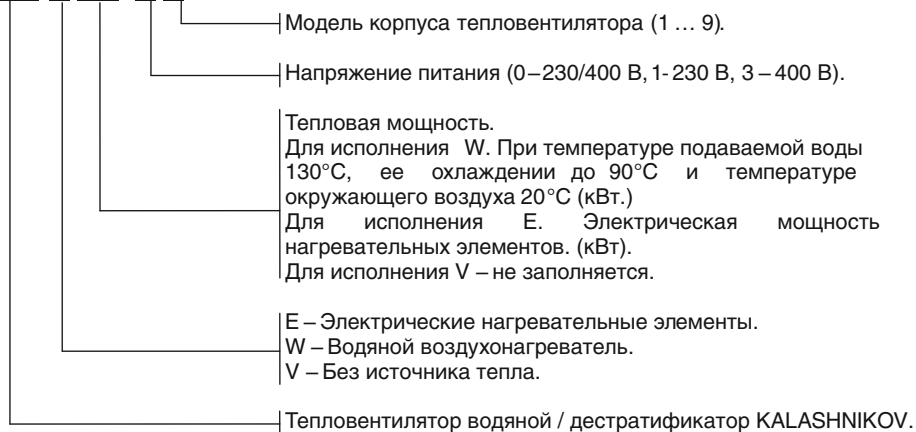 Модель корпуса тепловентилятора (1 … 9).
Напряжение питания (0–230/400 В, 1- 230 В, 3 – 400 В).
Тепловая мощность.
Для исполнения W. При температуре подаваемой воды
130°С, ее охлаждении до 90°С и температуре
окружающего воздуха 20°С (кВт.)
Для исполнения Е. Электрическая мощность
нагревательных элементов. (кВт).
Для исполнения V – не заполняется.
Е – Электрические нагревательные элементы.
W – Водяной воздухонагреватель.
V – Без источника тепла.
Тепловентилятор водяной / дестратификатор KALASHNIKOV.